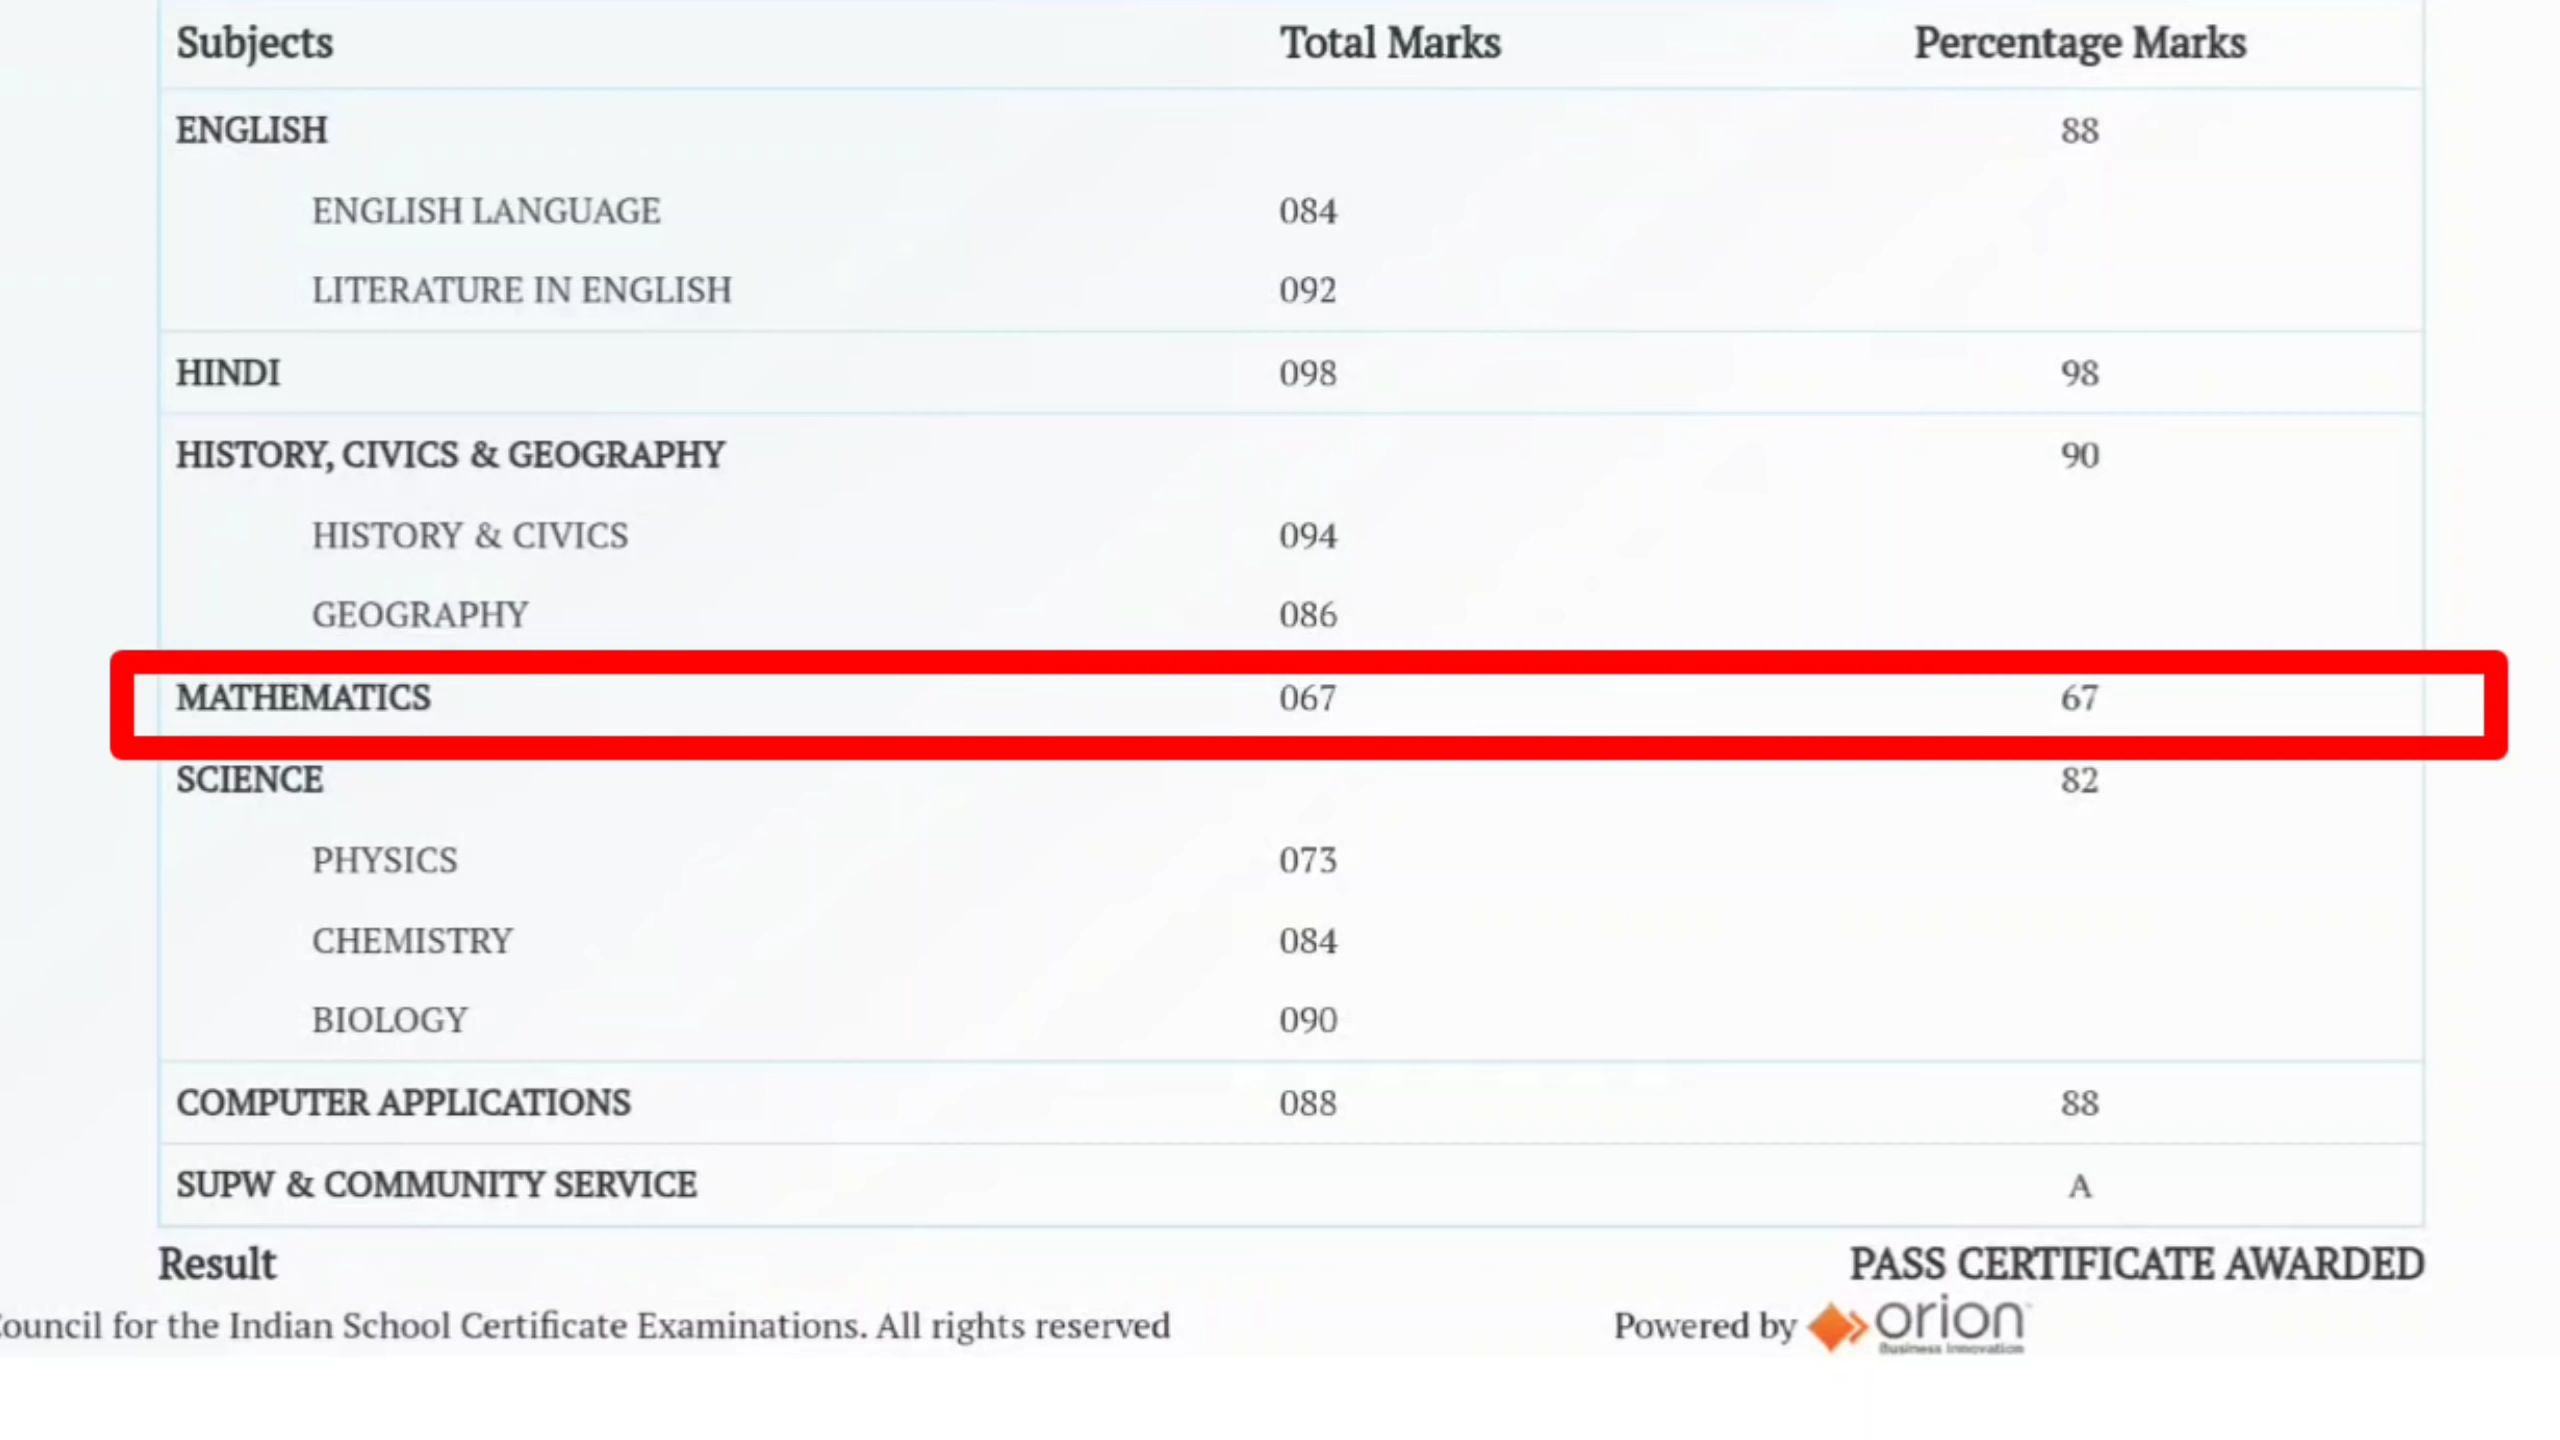 Subjects Total Marks Percentage Marks
ENGLISH 88
ENGLISH LANGUAGE 084
LITERATURE IN ENGLISH 092
HINDI 098 98
HISTORY, CIVICS & GEOGRAPHY 90
HISTORY & CIVICS 094
GEOGRAPHY 086
MATHEMATICS 067 67
SCIENCE 82
PHYSICS 073
CHEMISTRY 084
BIOLOGY 090
COMPUTER APPLICATIONS 088 88
SUPW & COMMUNITY SERVICE A
Result PASS CERTIFICATE AWARDED
ouncil for the Indian School Certificate Examinations. All rights reserved Powered by orion
Business Innovation